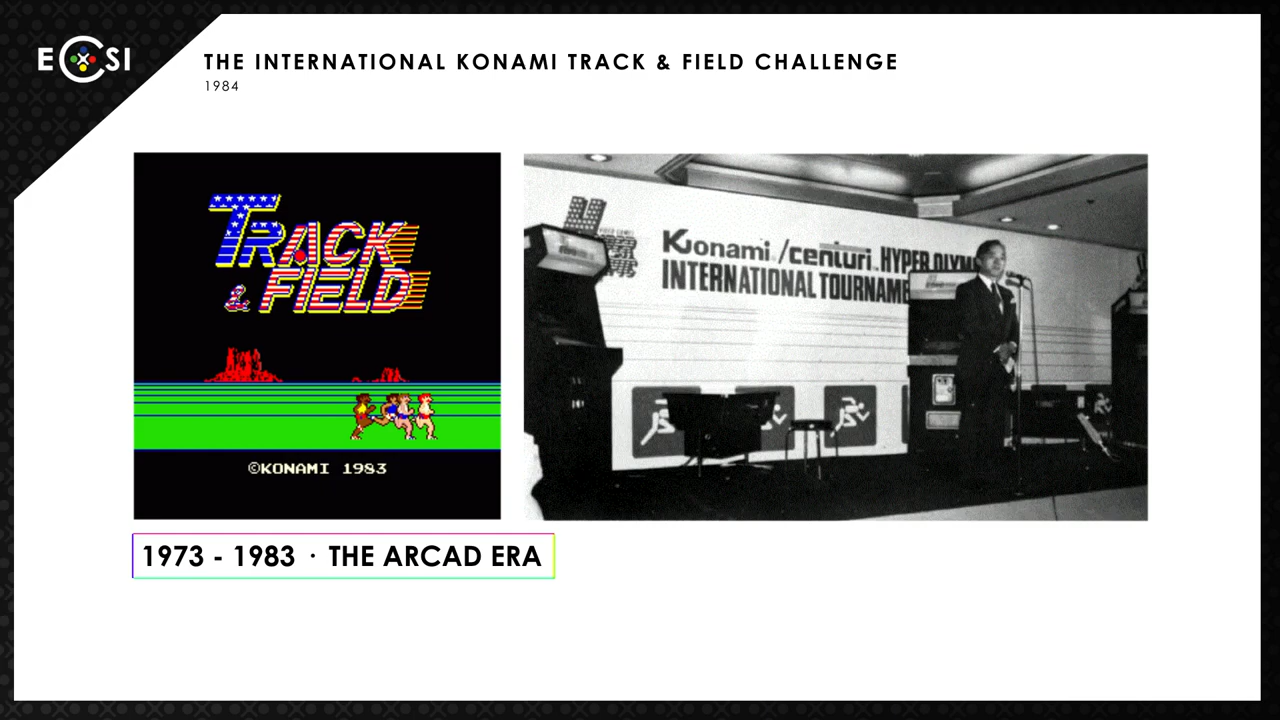 ECSI
THE INTERNATIONAL KONAMI TRACK & FIELD CHALLENGE
1984
TRACK
& FIELD
©KONAMI 1983
Konami / centuri HYPER OLYM
INTERNATIONAL TOURNAME
1973 - 1983 · THE ARCAD ERA